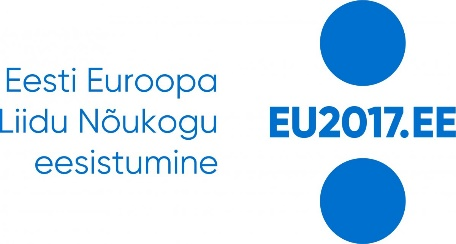 Eesti Euroopa
Liidu Nõukogu
eesistumine
EU2017.EE